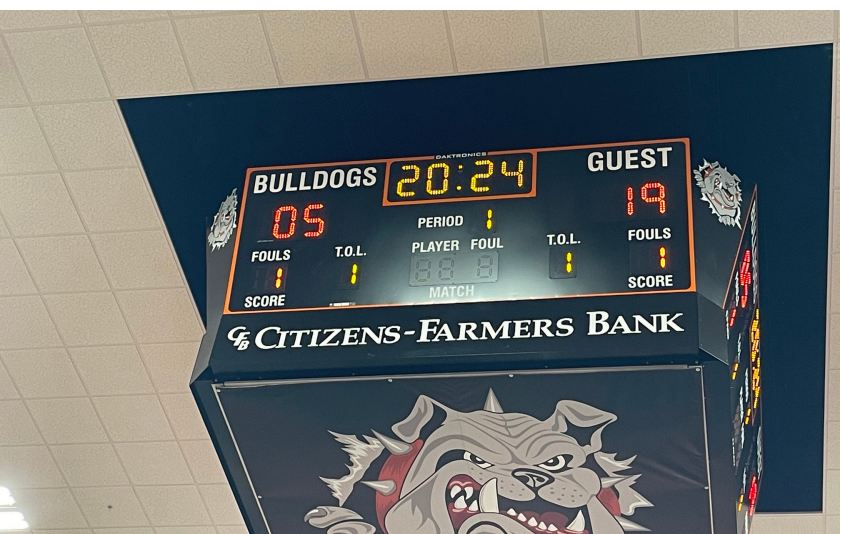 DAKTRONICS
BULLDOGS 20:24 GUEST
05 PERIOD 1 19
FOULS T.O.L. PLAYER FOUL T.O.L. FOULS
1 1 1 1
SCORE MATCH SCORE
CFB CITIZENS-FARMERS BANK